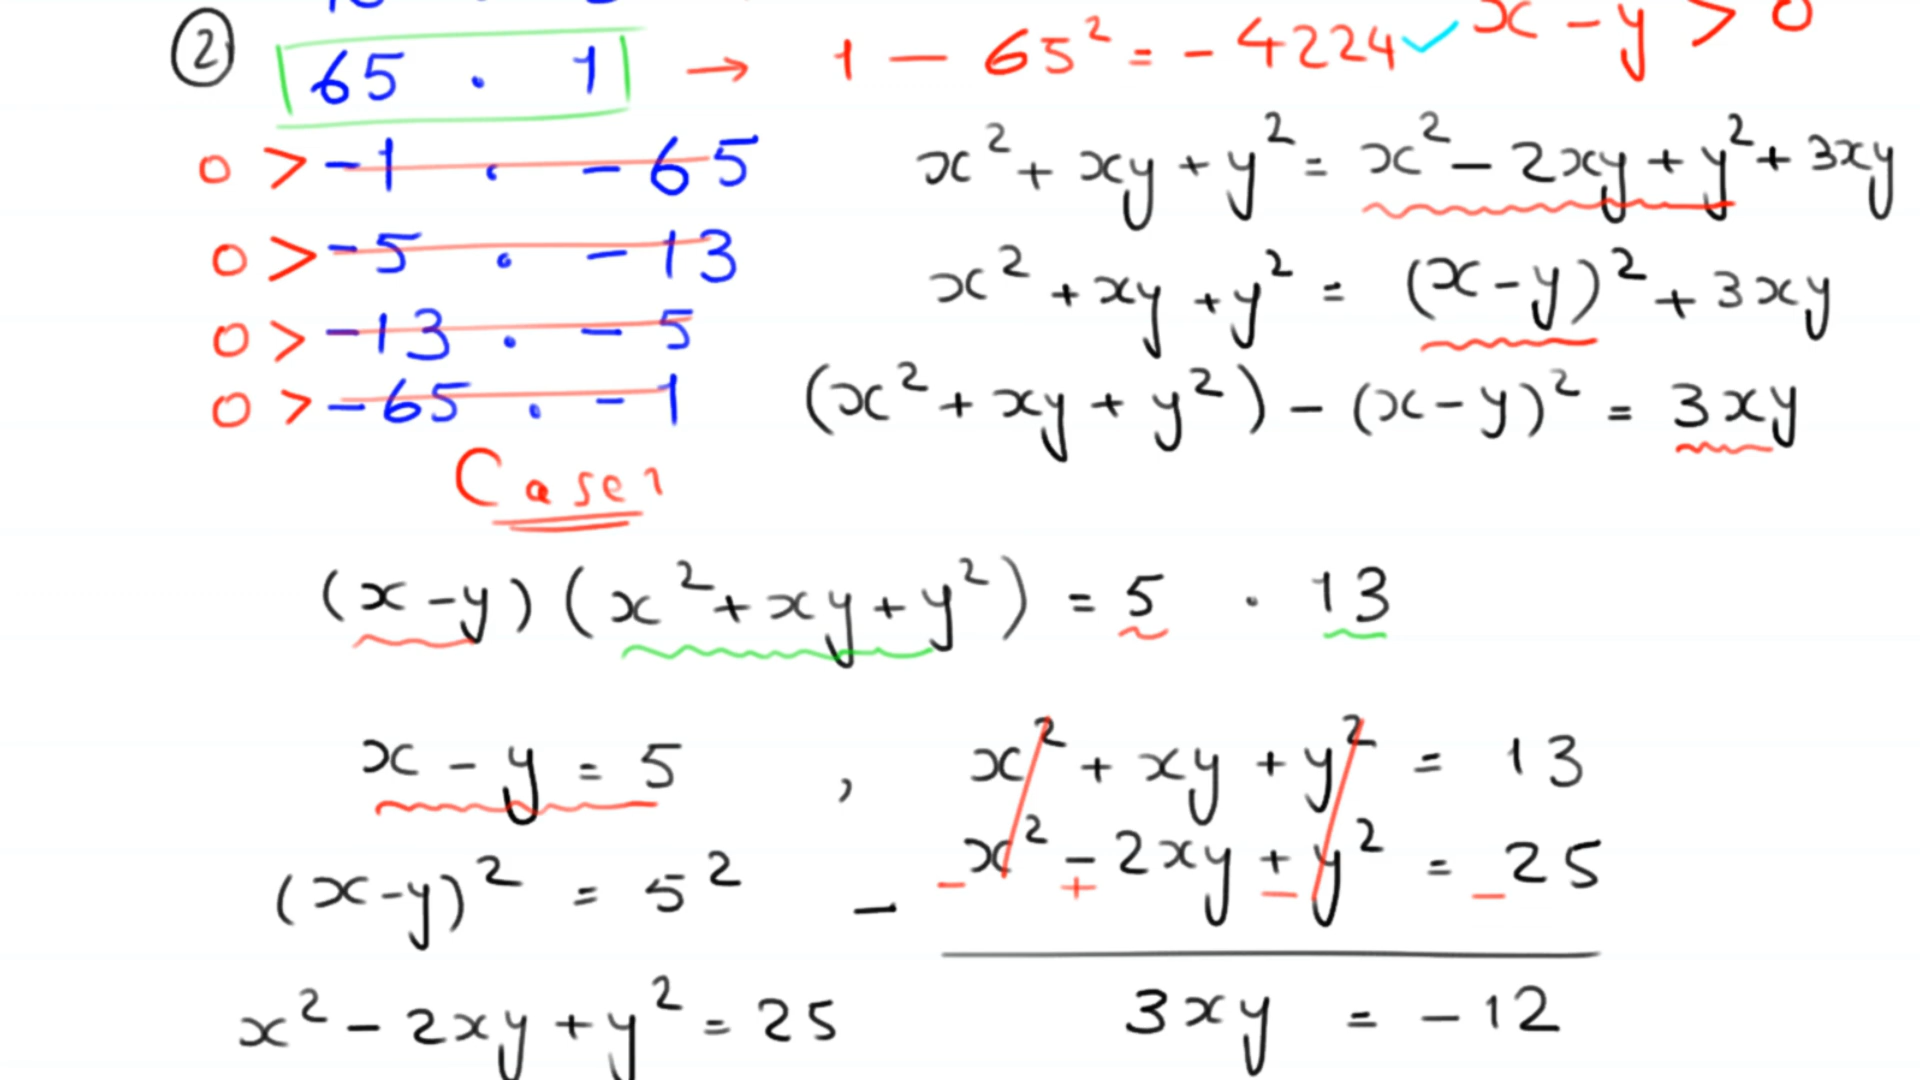 ② 65 · 1 → 1 − 65² = −4224 ✓ x − y > 0
0 > −1 · −65
x² + xy + y² = x² − 2xy + y² + 3xy
0 > −5 · −13
x² + xy + y² = (x−y)² + 3xy
0 > −13 · −5
0 > −65 · −1
(x² + xy + y²) − (x−y)² = 3xy
Case 1
(x − y)(x² + xy + y²) = 5 · 13
x − y = 5 , x² + xy + y² = 13
(x−y)² = 5² − x² − 2xy + y² = 25
− + − −
x² − 2xy + y² = 25 3xy = −12